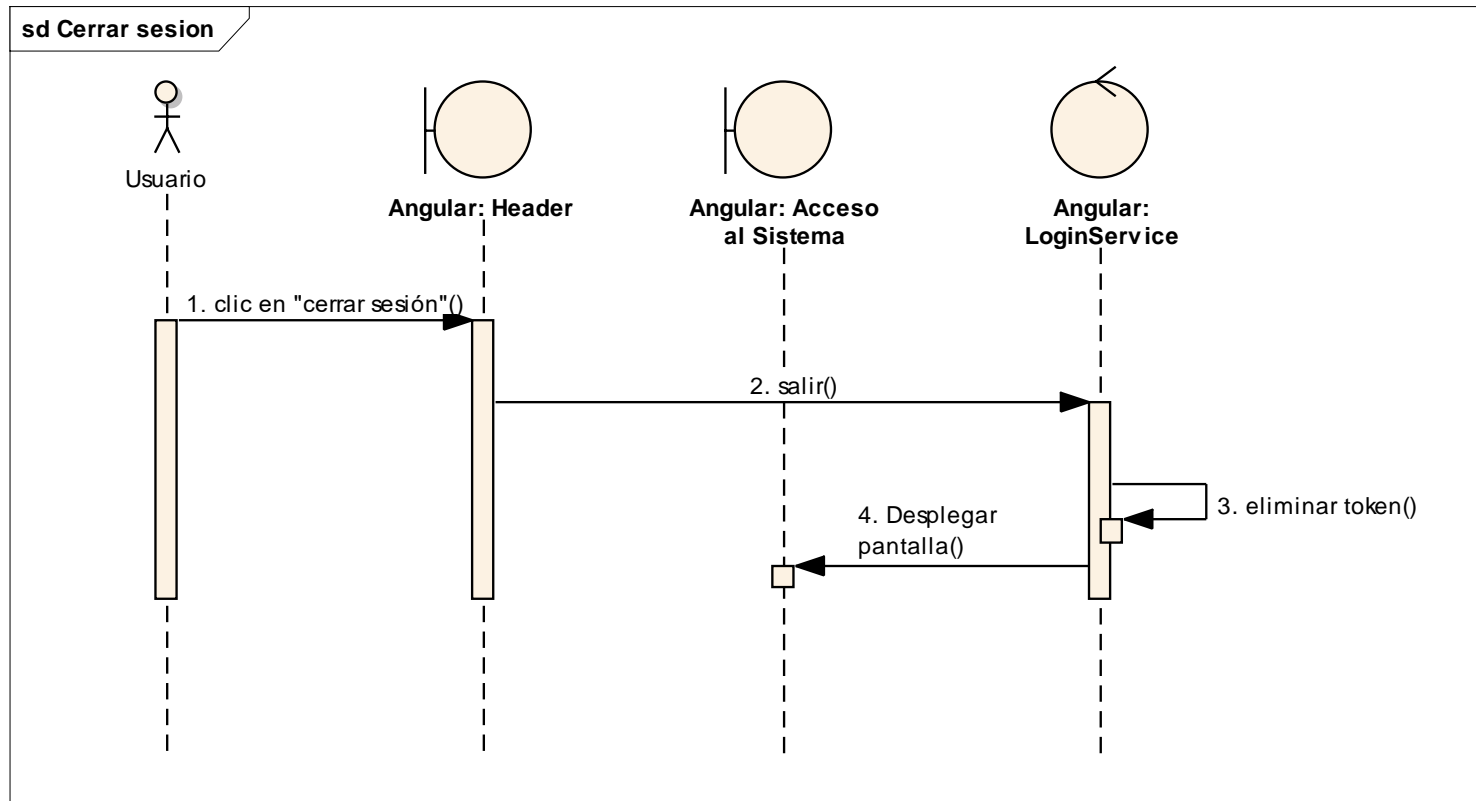 sd Cerrar sesion
Usuario
Angular: Header
Angular: Acceso
al Sistema
Angular:
LoginService
1. clic en "cerrar sesión"()
2. salir()
3. eliminar token()
4. Desplegar
pantalla()